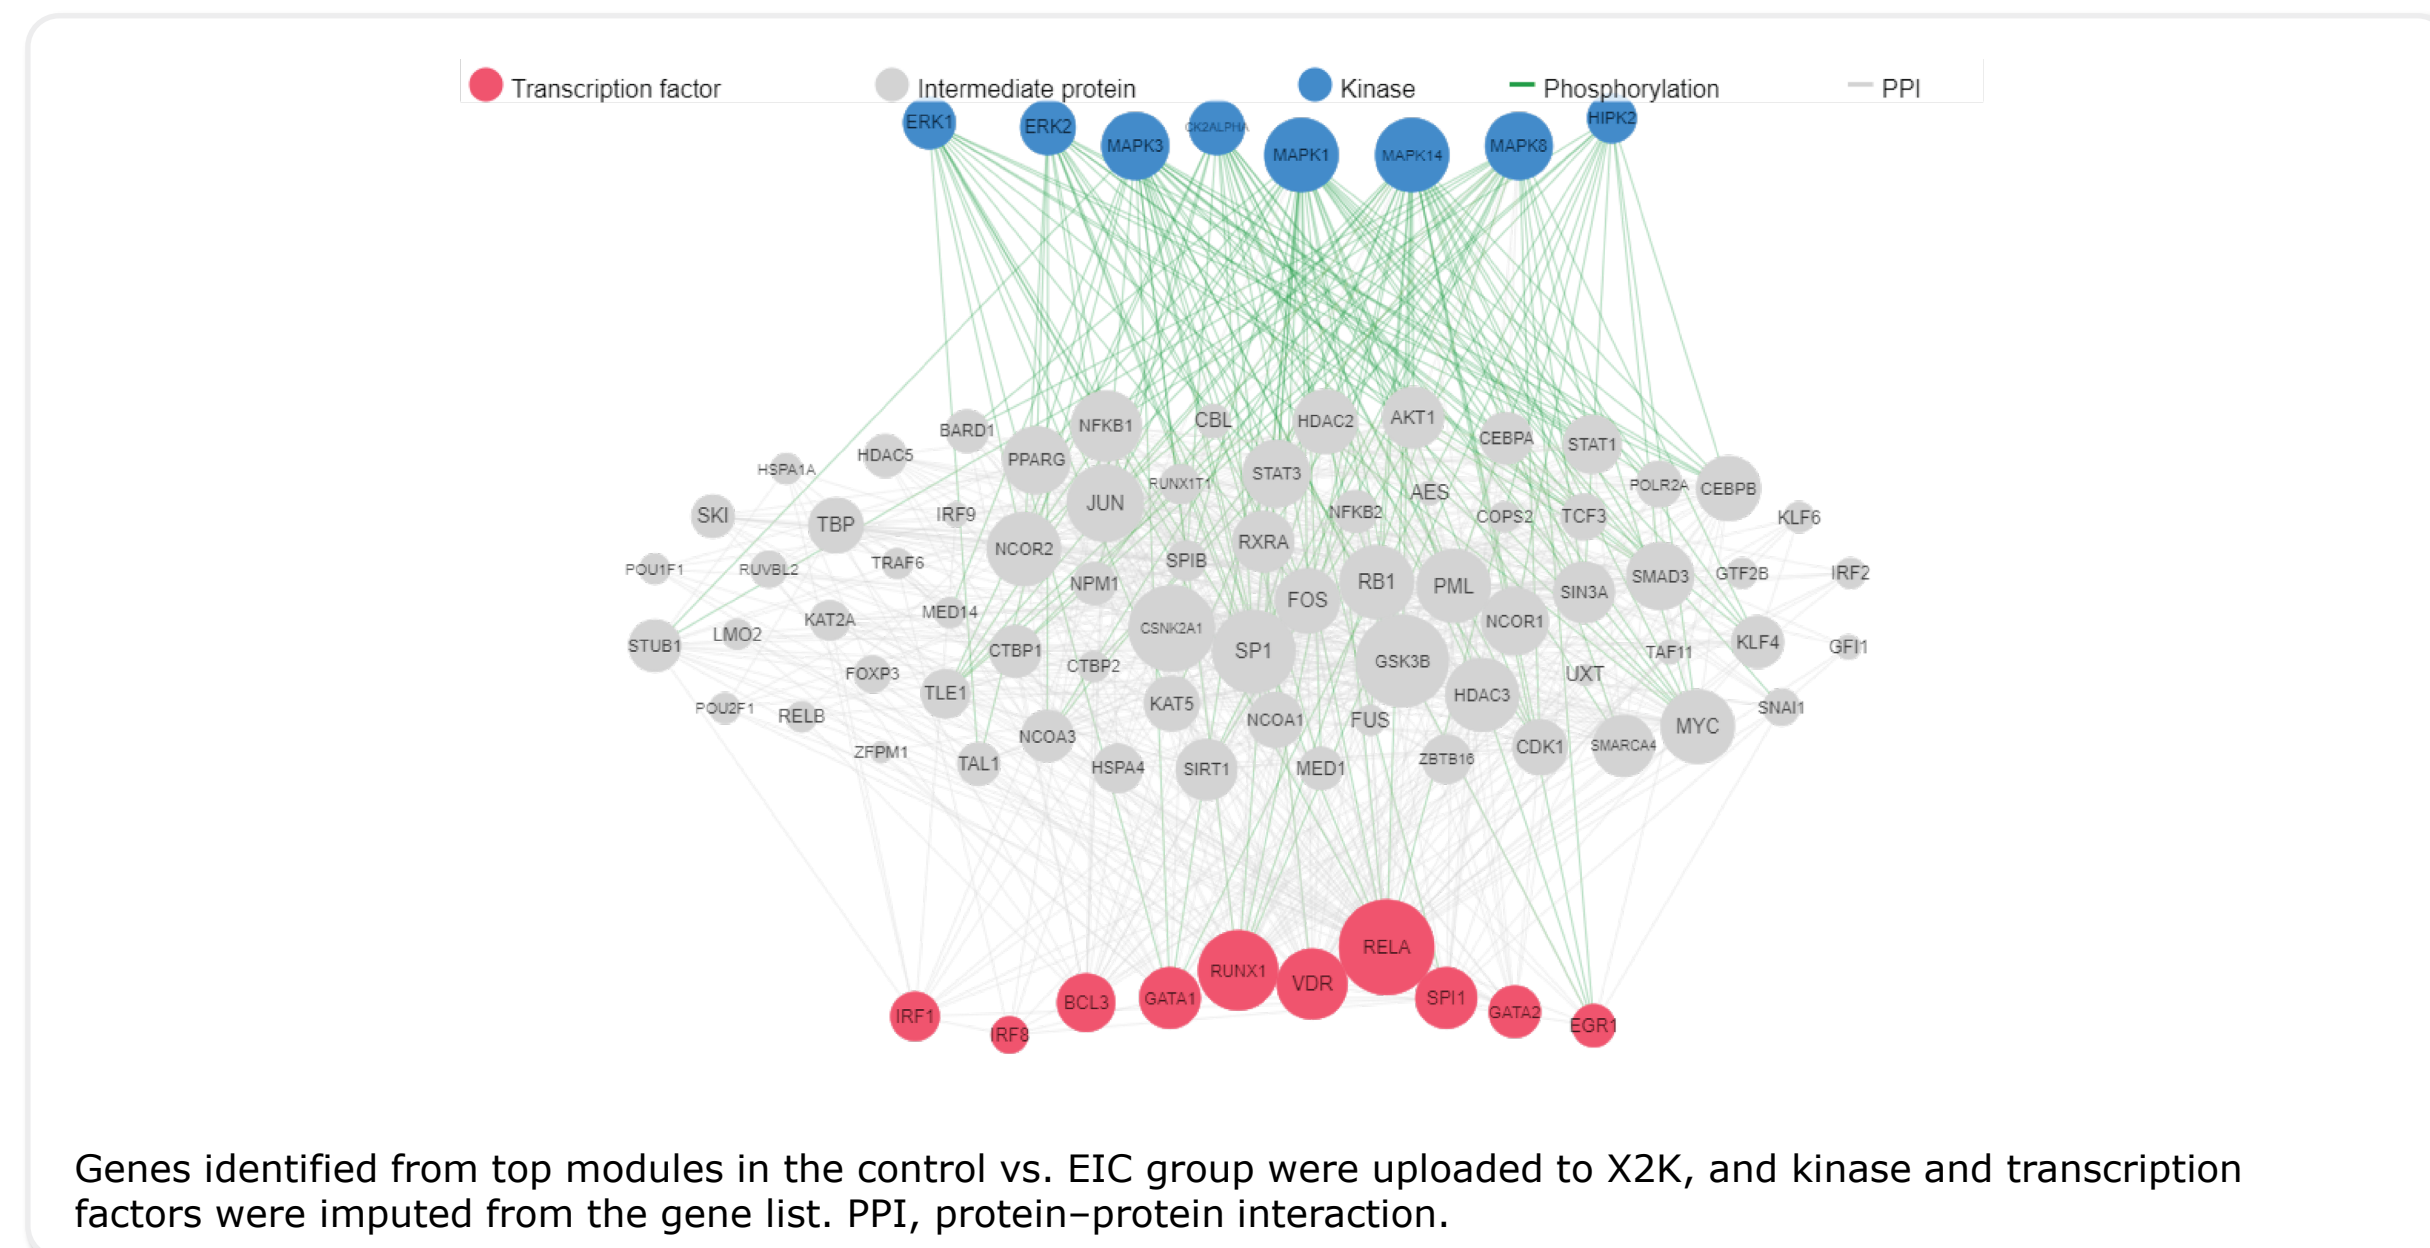 Transcription factor Intermediate protein Kinase Phosphorylation PPI
ERK1 ERK2 MAPK3 CK2ALPHA MAPK1 MAPK14 MAPK8 HIPK2
BARD1 NFKB1 CBL HDAC2 AKT1 CEBPA STAT1
HSPA1A HDAC5 PPARG RUNX1T1 STAT3 AES POLR2A CEBPB
SKI TBP IRF9 JUN NFKB2 COPS2 TCF3 KLF6
POU1F1 RUVBL2 TRAF6 NCOR2 NPM1 SPIB RXRA RB1 PML SIN3A SMAD3 GTF2B IRF2
STUB1 LMO2 KAT2A MED14 CTBP1 CTBP2 CSNK2A1 SP1 FOS GSK3B NCOR1 TAF11 KLF4 GFI1
POU2F1 RELB FOXP3 TLE1 NCOA3 KAT5 NCOA1 FUS HDAC3 UXT MYC SNAI1
ZFPM1 TAL1 HSPA4 SIRT1 MED1 ZBTB16 CDK1 SMARCA4
IRF1 IRF8 BCL3 GATA1 RUNX1 VDR RELA SPI1 GATA2 EGR1
Genes identified from top modules in the control vs. EIC group were uploaded to X2K, and kinase and transcription
factors were imputed from the gene list. PPI, protein–protein interaction.